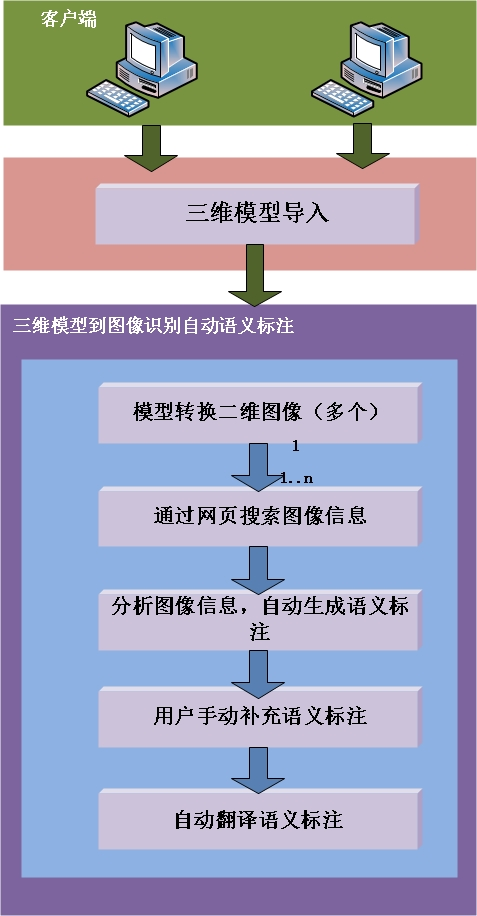 客户端
三维模型导入
三维模型到图像识别自动语义标注
模型转换二维图像（多个）
1
1..n
通过网页搜索图像信息
分析图像信息，自动生成语义标
注
用户手动补充语义标注
自动翻译语义标注